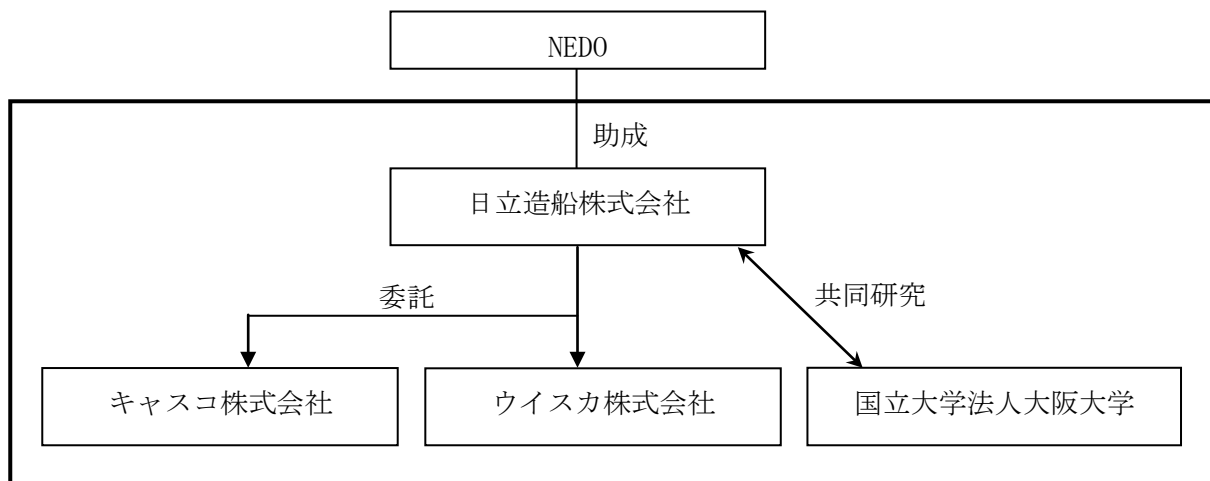 NEDO
助成
日立造船株式会社
委託
共同研究
キャスコ株式会社
ウイスカ株式会社
国立大学法人大阪大学